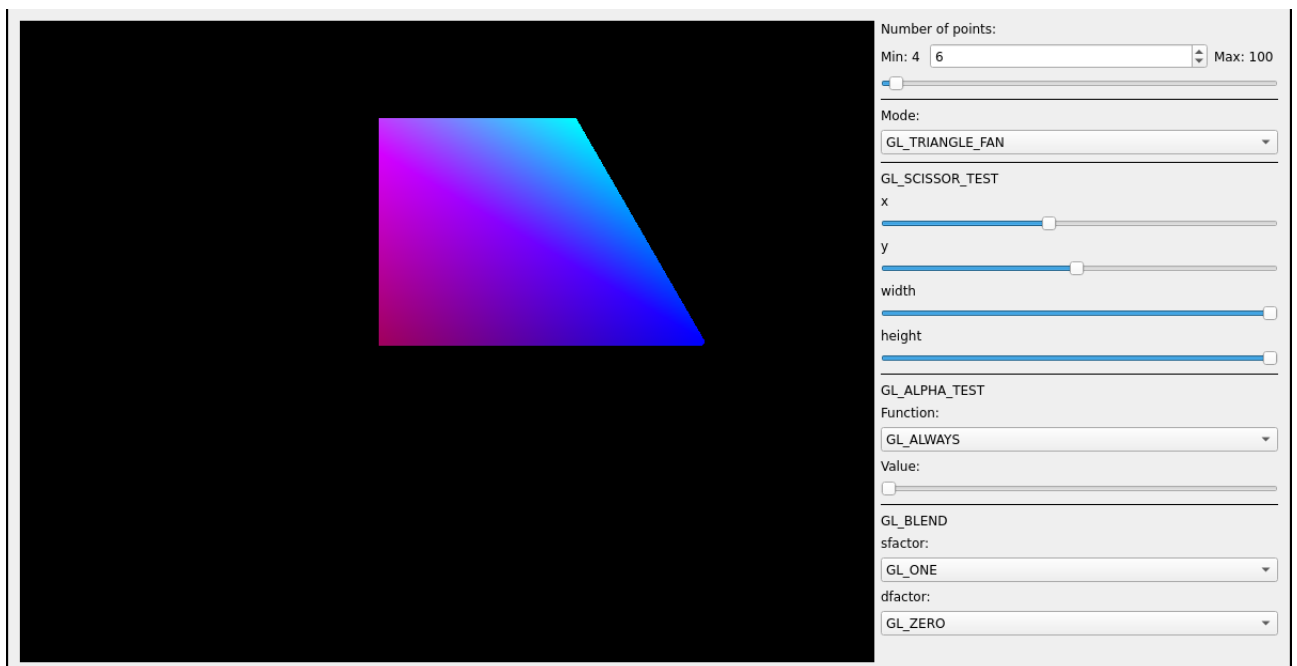 Number of points:
Min: 4 6 Max: 100
Mode:
GL_TRIANGLE_FAN
GL_SCISSOR_TEST
x
y
width
height
GL_ALPHA_TEST
Function:
GL_ALWAYS
Value:
GL_BLEND
sfactor:
GL_ONE
dfactor:
GL_ZERO